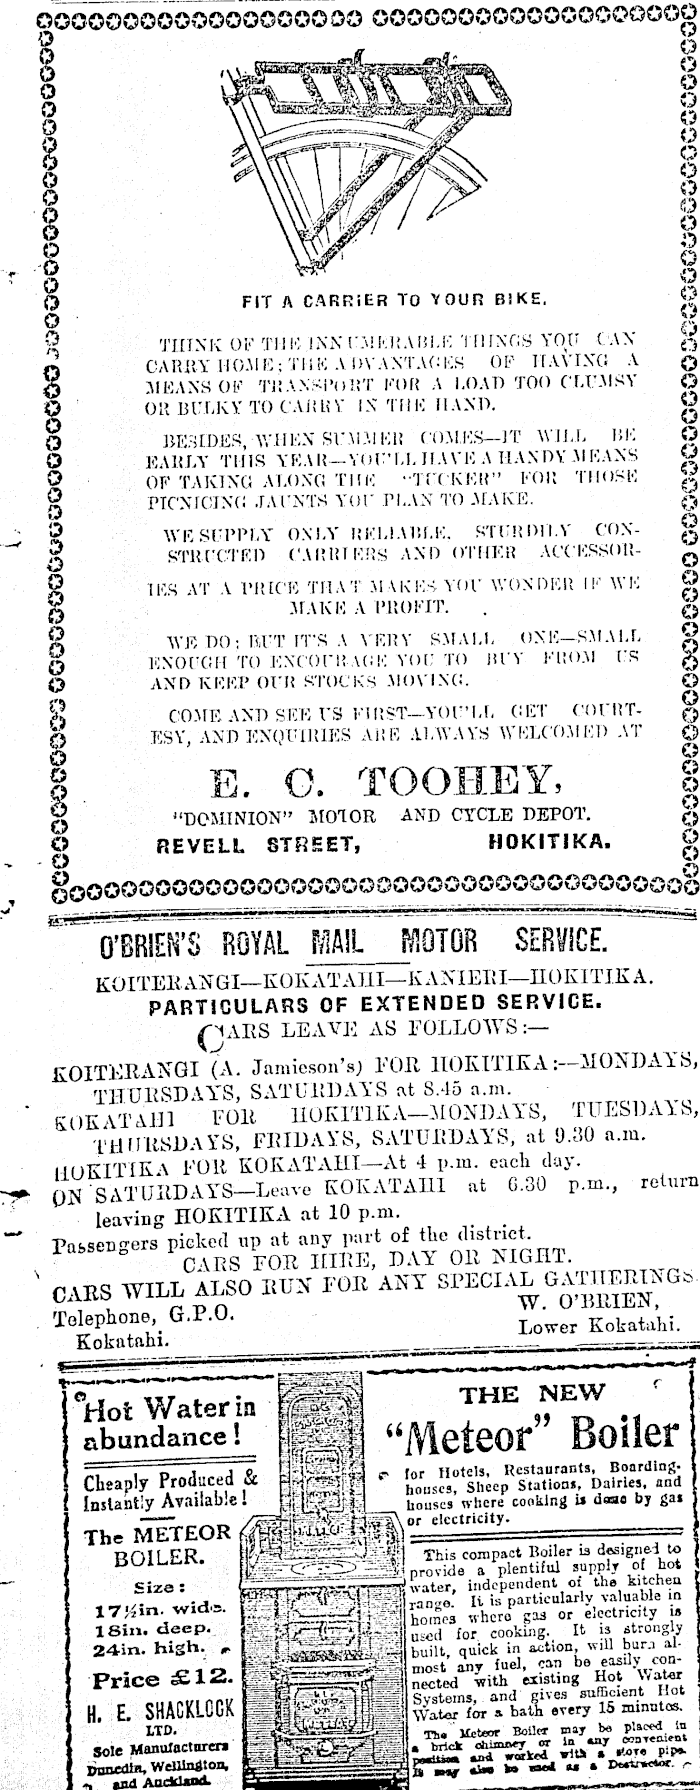 FIT A CARRIER TO YOUR BIKE.
THINK OF THE INNUMERABLE THINGS YOU CAN
CARRY HOME; THE ADVANTAGES OF HAVING A
MEANS OF TRANSPORT FOR A LOAD TOO CLUMSY
OR BULKY TO CARRY IN THE HAND.
BESIDES, WHEN SUMMER COMES—IT WILL BE
EARLY THIS YEAR—YOU'LL HAVE A HANDY MEANS
OF TAKING ALONG THE "TUCKER" FOR THOSE
PICNICING JAUNTS YOU PLAN TO MAKE.
WE SUPPLY ONLY RELIABLE, STURDILY CON-
STRUCTED CARRIERS AND OTHER ACCESSOR-
IES AT A PRICE THAT MAKES YOU WONDER IF WE
MAKE A PROFIT.
WE DO; BUT IT'S A VERY SMALL ONE—SMALL
ENOUGH TO ENCOURAGE YOU TO BUY FROM US
AND KEEP OUR STOCKS MOVING.
COME AND SEE US FIRST—YOU'LL GET COURT-
ESY, AND ENQUIRIES ARE ALWAYS WELCOMED AT
E. C. TOOHEY,
"DOMINION" MOTOR AND CYCLE DEPOT.
REVELL STREET, HOKITIKA.
O'BRIEN'S ROYAL MAIL MOTOR SERVICE.
KOITERANGI—KOKATAHI—KANIERI—HOKITIKA.
PARTICULARS OF EXTENDED SERVICE.
CARS LEAVE AS FOLLOWS:—
KOITERANGI (A. Jamieson's) FOR HOKITIKA:—MONDAYS,
THURSDAYS, SATURDAYS at 8.45 a.m.
KOKATAHI FOR HOKITIKA—MONDAYS, TUESDAYS,
THURSDAYS, FRIDAYS, SATURDAYS, at 9.30 a.m.
HOKITIKA FOR KOKATAHI—At 4 p.m. each day.
ON SATURDAYS—Leave KOKATAHI at 6.30 p.m., return
leaving HOKITIKA at 10 p.m.
Passengers picked up at any part of the district.
CARS FOR HIRE, DAY OR NIGHT.
CARS WILL ALSO RUN FOR ANY SPECIAL GATHERINGS
Telephone, G.P.O. W. O'BRIEN,
Kokatahi. Lower Kokatahi.
Hot Water in
abundance!
Cheaply Produced &
Instantly Available!
The METEOR
BOILER.
Size:
17½in. wide.
18in. deep.
24in. high.
Price £12.
H. E. SHACKLOCK
LTD.
Sole Manufacturers
Dunedin, Wellington,
and Auckland.
THE NEW
"Meteor" Boiler
for Hotels, Restaurants, Boarding-
houses, Sheep Stations, Dairies, and
houses where cooking is done by gas
or electricity.
This compact Boiler is designed to
provide a plentiful supply of hot
water, independent of the kitchen
range. It is particularly valuable in
homes where gas or electricity is
used for cooking. It is strongly
built, quick in action, will burn al-
most any fuel, can be easily con-
nected with existing Hot Water
Systems, and gives sufficient Hot
Water for a bath every 15 minutes.
The Meteor Boiler may be placed in
a brick chimney or in any convenient
position and worked with a stove pipe.
It may also be used as a Destructor.